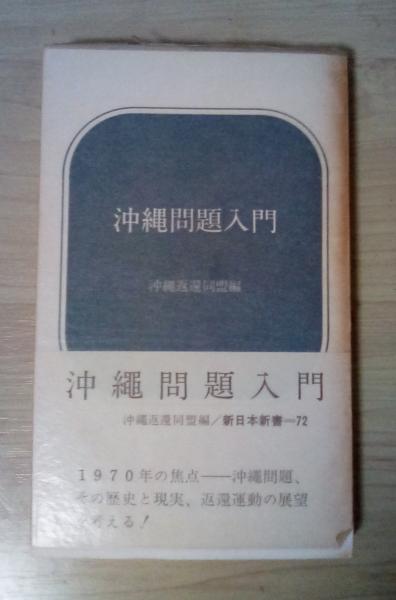 沖縄問題入門
沖縄返還同盟編
沖縄問題入門
沖縄返還同盟編/新日本新書—72
1970年の焦点——沖縄問題、
その歴史と現実、返還運動の展望
を考える!